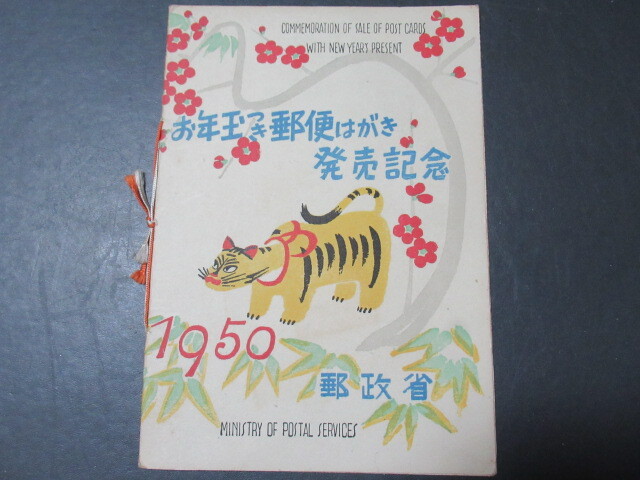 COMMEMORATION OF SALE OF POST CARDS
WITH NEW YEAR'S PRESENT
お年玉つき郵便はがき
発売記念
1950
郵政省
MINISTRY OF POSTAL SERVICES